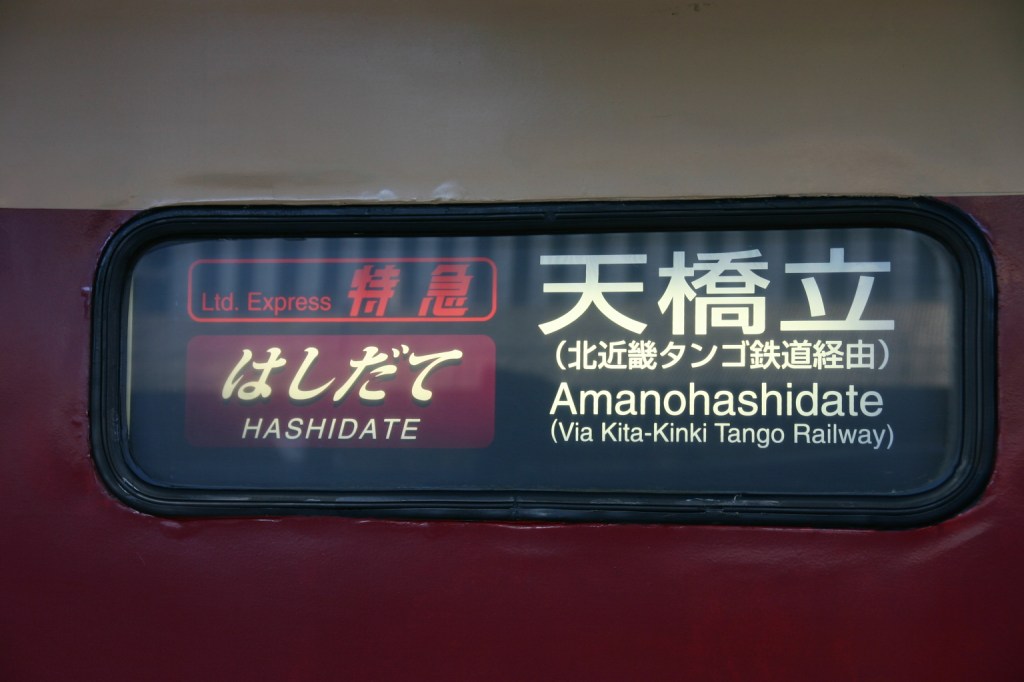 Ltd. Express 特急
はしだて
HASHIDATE
天橋立
（北近畿タンゴ鉄道経由）
Amanohashidate
(Via Kita-Kinki Tango Railway)